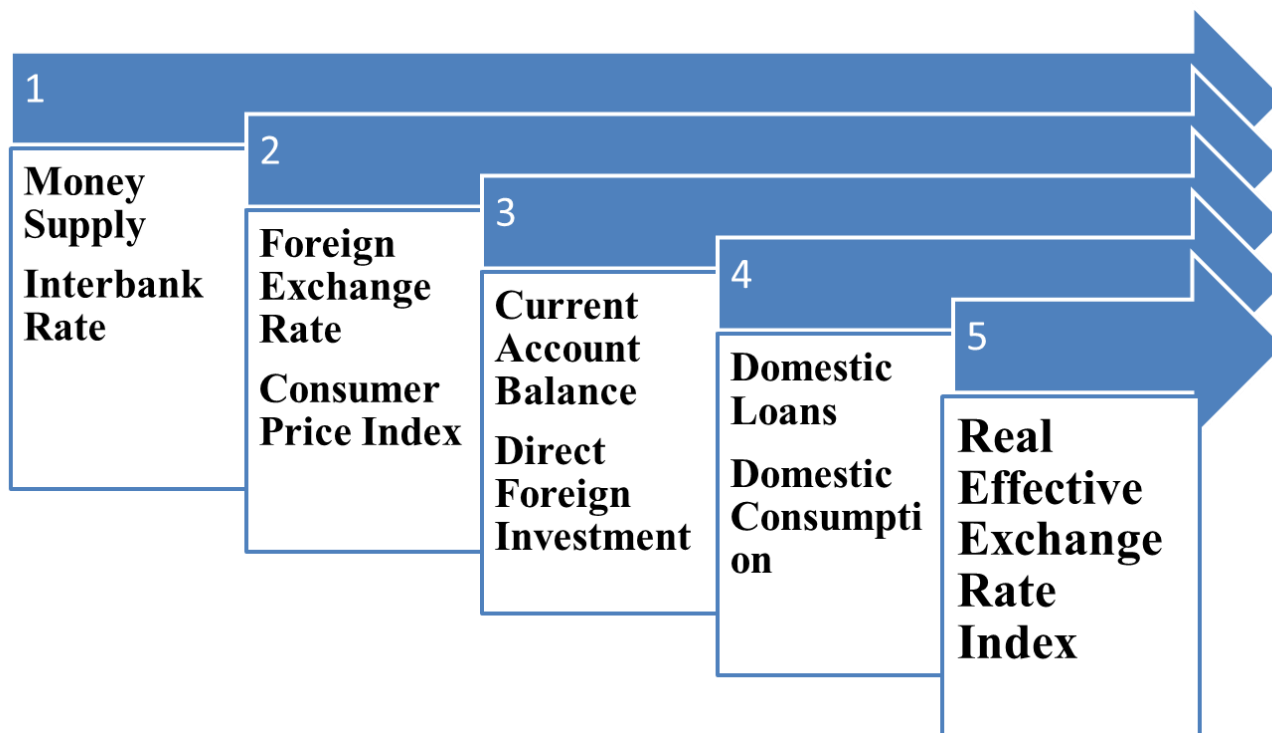 1
Money
Supply
Interbank
Rate
2
Foreign
Exchange
Rate
Consumer
Price Index
3
Current
Account
Balance
Direct
Foreign
Investment
4
Domestic
Loans
Domestic
Consumpti
on
5
Real
Effective
Exchange
Rate
Index